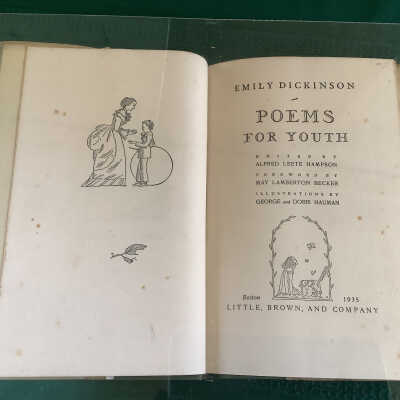 EMILY DICKINSON
POEMS
FOR YOUTH
EDITED BY
ALFRED LEETE HAMPSON
FOREWORD BY
MAY LAMBERTON BECKER
ILLUSTRATIONS BY
GEORGE and DORIS HAUMAN
Boston 1935
LITTLE, BROWN, AND COMPANY